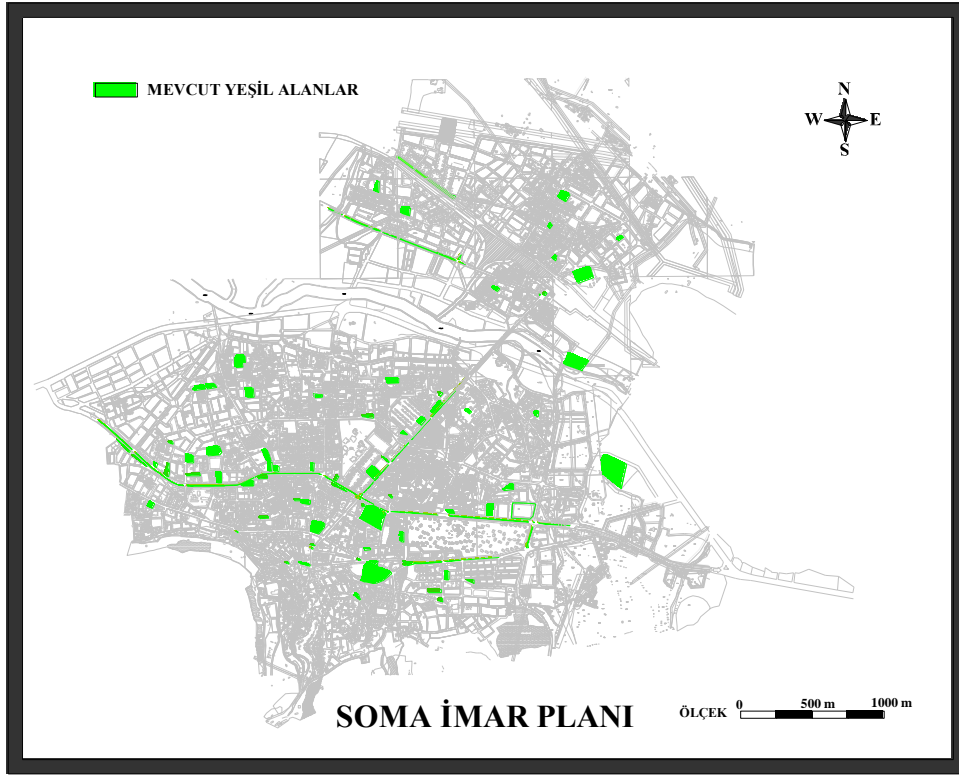 MEVCUT YEŞİL ALANLAR
N
W E
S
SOMA İMAR PLANI
ÖLÇEK 0 500 m 1000 m